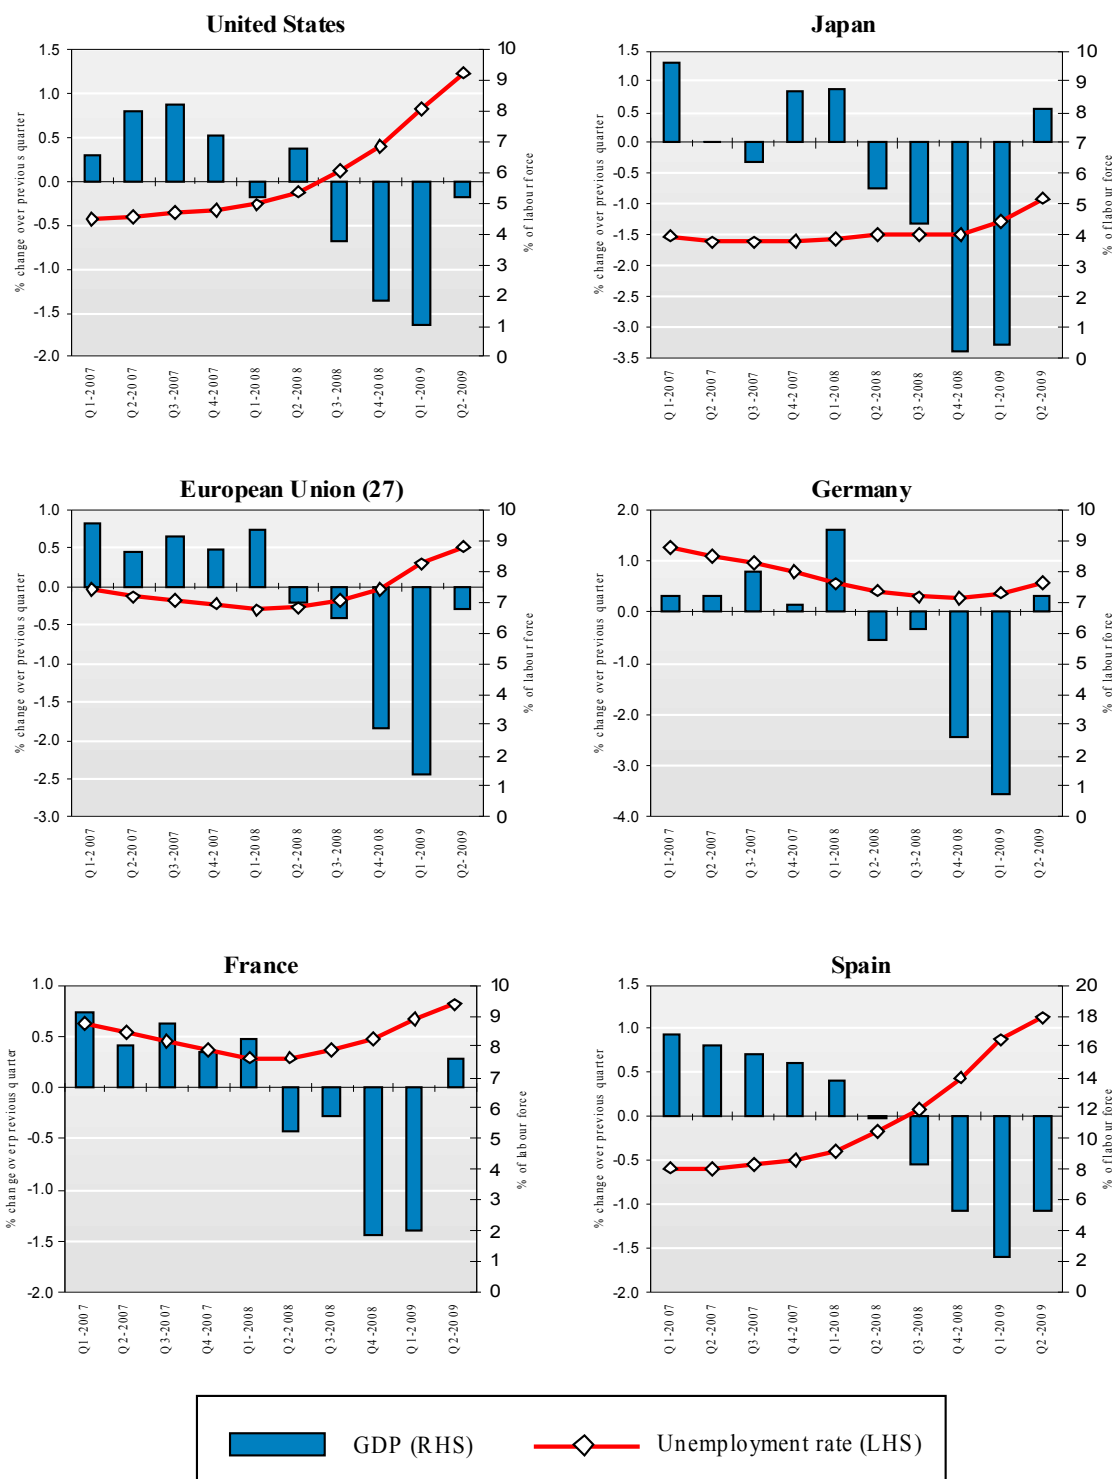 United States
% change over previous quarter
1.5
1.0
0.5
0.0
-0.5
-1.0
-1.5
-2.0
10
9
8
7
6
5
4
3
2
1
0
% of labour force
Q1-2007
Q2-2007
Q3-2007
Q4-2007
Q1-2008
Q2-2008
Q3-2008
Q4-2008
Q1-2009
Q2-2009
Japan
% change over previous quarter
1.5
1.0
0.5
0.0
-0.5
-1.0
-1.5
-2.0
-2.5
-3.0
-3.5
10
9
8
7
6
5
4
3
2
1
0
% of labour force
Q1-2007
Q2-2007
Q3-2007
Q4-2007
Q1-2008
Q2-2008
Q3-2008
Q4-2008
Q1-2009
Q2-2009
European Union (27)
% change over previous quarter
1.0
0.5
0.0
-0.5
-1.0
-1.5
-2.0
-2.5
-3.0
10
9
8
7
6
5
4
3
2
1
0
% of labour force
Q1-2007
Q2-2007
Q3-2007
Q4-2007
Q1-2008
Q2-2008
Q3-2008
Q4-2008
Q1-2009
Q2-2009
Germany
% change over previous quarter
2.0
1.0
0.0
-1.0
-2.0
-3.0
-4.0
10
9
8
7
6
5
4
3
2
1
0
% of labour force
Q1-2007
Q2-2007
Q3-2007
Q4-2007
Q1-2008
Q2-2008
Q3-2008
Q4-2008
Q1-2009
Q2-2009
France
% change overprevious quarter
1.0
0.5
0.0
-0.5
-1.0
-1.5
-2.0
10
9
8
7
6
5
4
3
2
1
0
% of labour force
Q1-2007
Q2-2007
Q3-2007
Q4-2007
Q1-2008
Q2-2008
Q3-2008
Q4-2008
Q1-2009
Q2-2009
Spain
% change over previous quarter
1.5
1.0
0.5
0.0
-0.5
-1.0
-1.5
-2.0
20
18
16
14
12
10
8
6
4
2
0
% of labour force
Q1-2007
Q2-2007
Q3-2007
Q4-2007
Q1-2008
Q2-2008
Q3-2008
Q4-2008
Q1-2009
Q2-2009
GDP (RHS)
Unemployment rate (LHS)